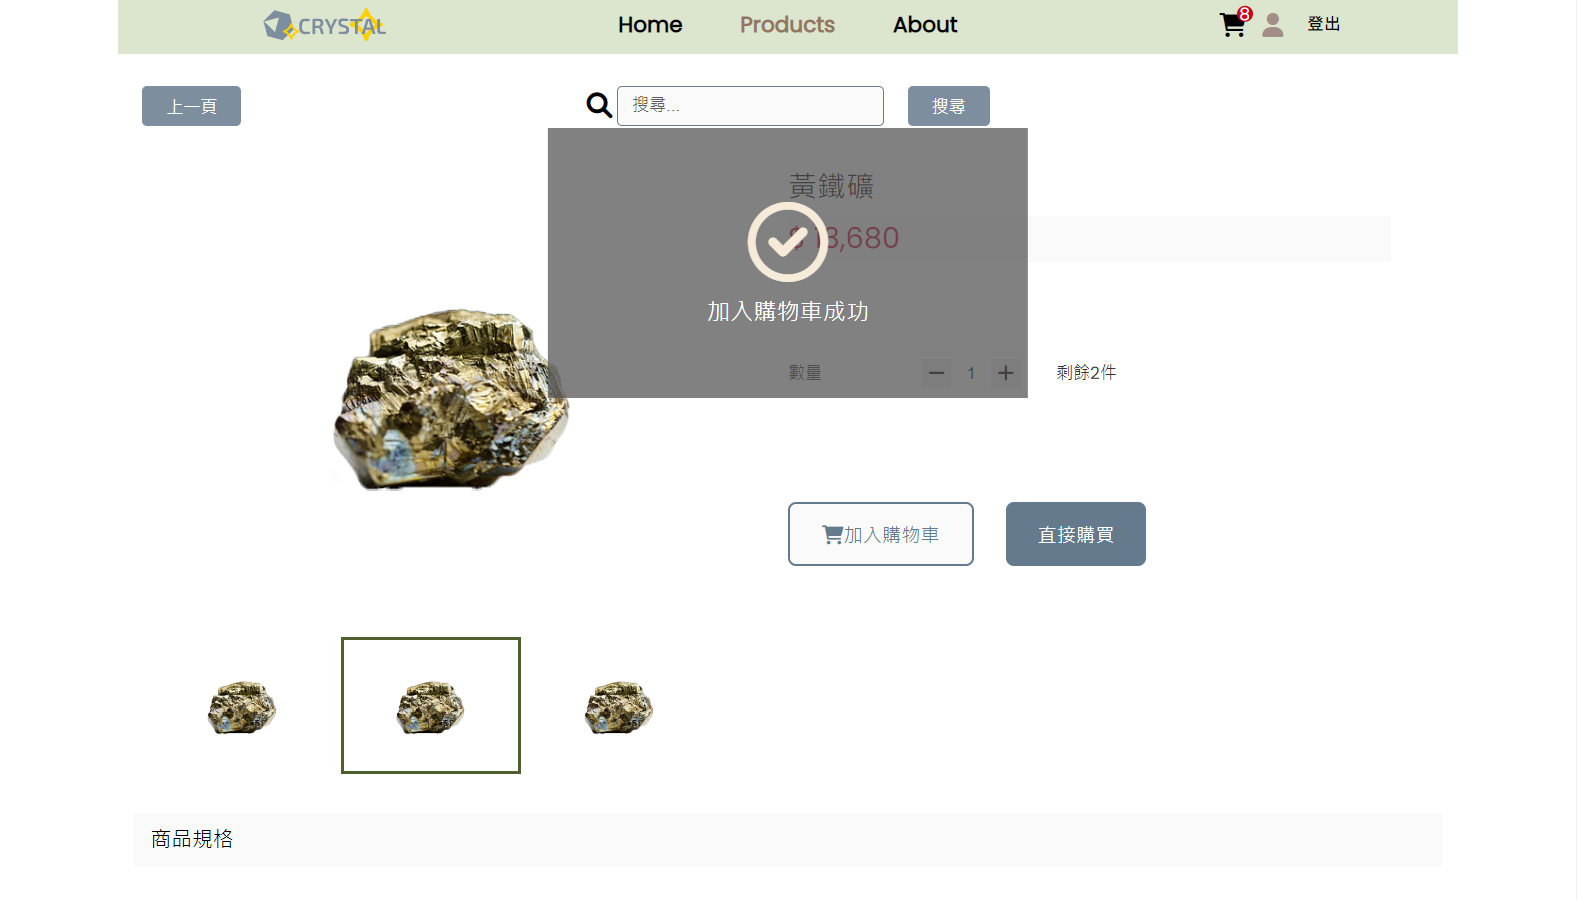 CRYSTAL
Home Products About
8
登出
上一頁
搜尋...
搜尋
黃鐵礦
$ 13,680
加入購物車成功
數量 1 剩餘2件
加入購物車
直接購買
商品規格